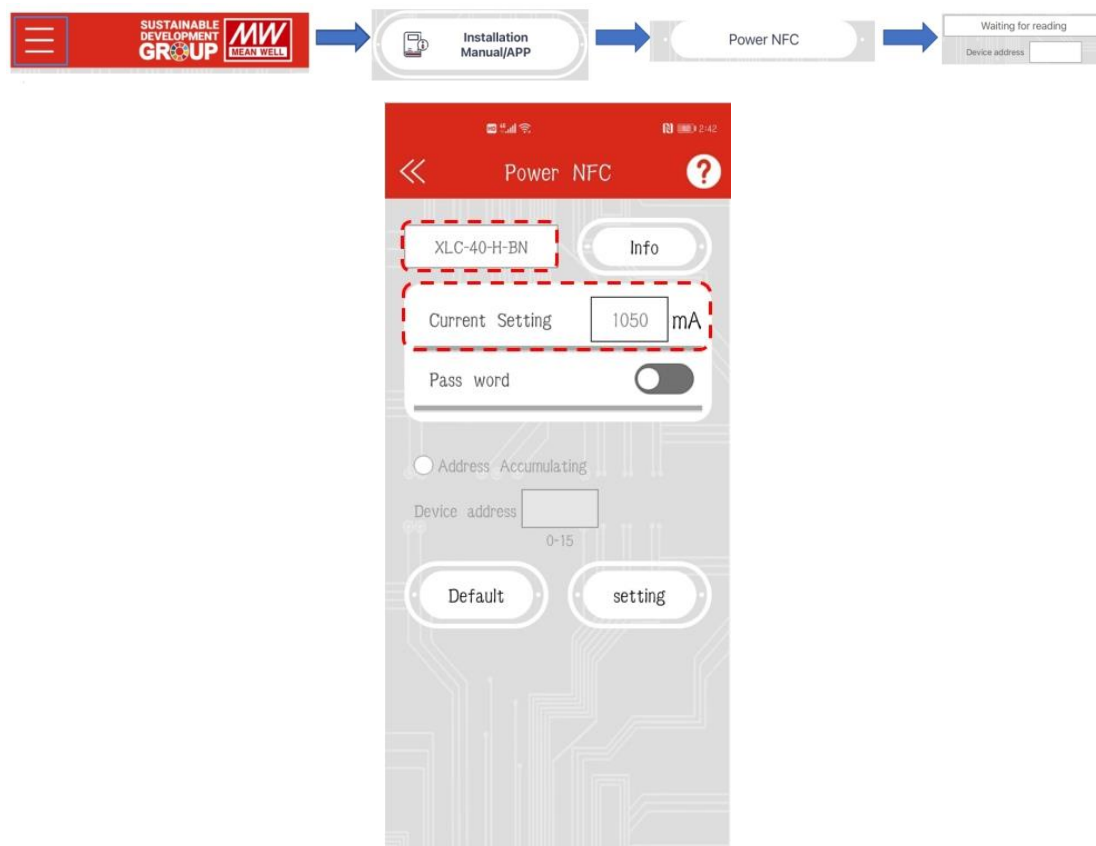 SUSTAINABLE
DEVELOPMENT
GROUP
MW
MEAN WELL
Installation
Manual/APP
Power NFC
Waiting for reading
Device address
2:42
Power NFC
?
XLC-40-H-BN
Info
Current Setting
1050
mA
Pass word
Address Accumulating
Device address
0-15
Default
setting